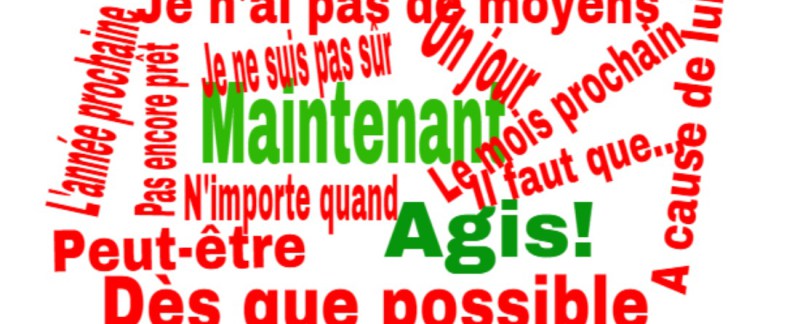 Je n'ai pas de moyens
L'année prochaine
Pas encore prêt
Je ne suis pas sûr
Un jour
Maintenant
Le mois prochain
Il faut que...
A cause de lui
N'importe quand
Agis!
Peut-être
Dès que possible